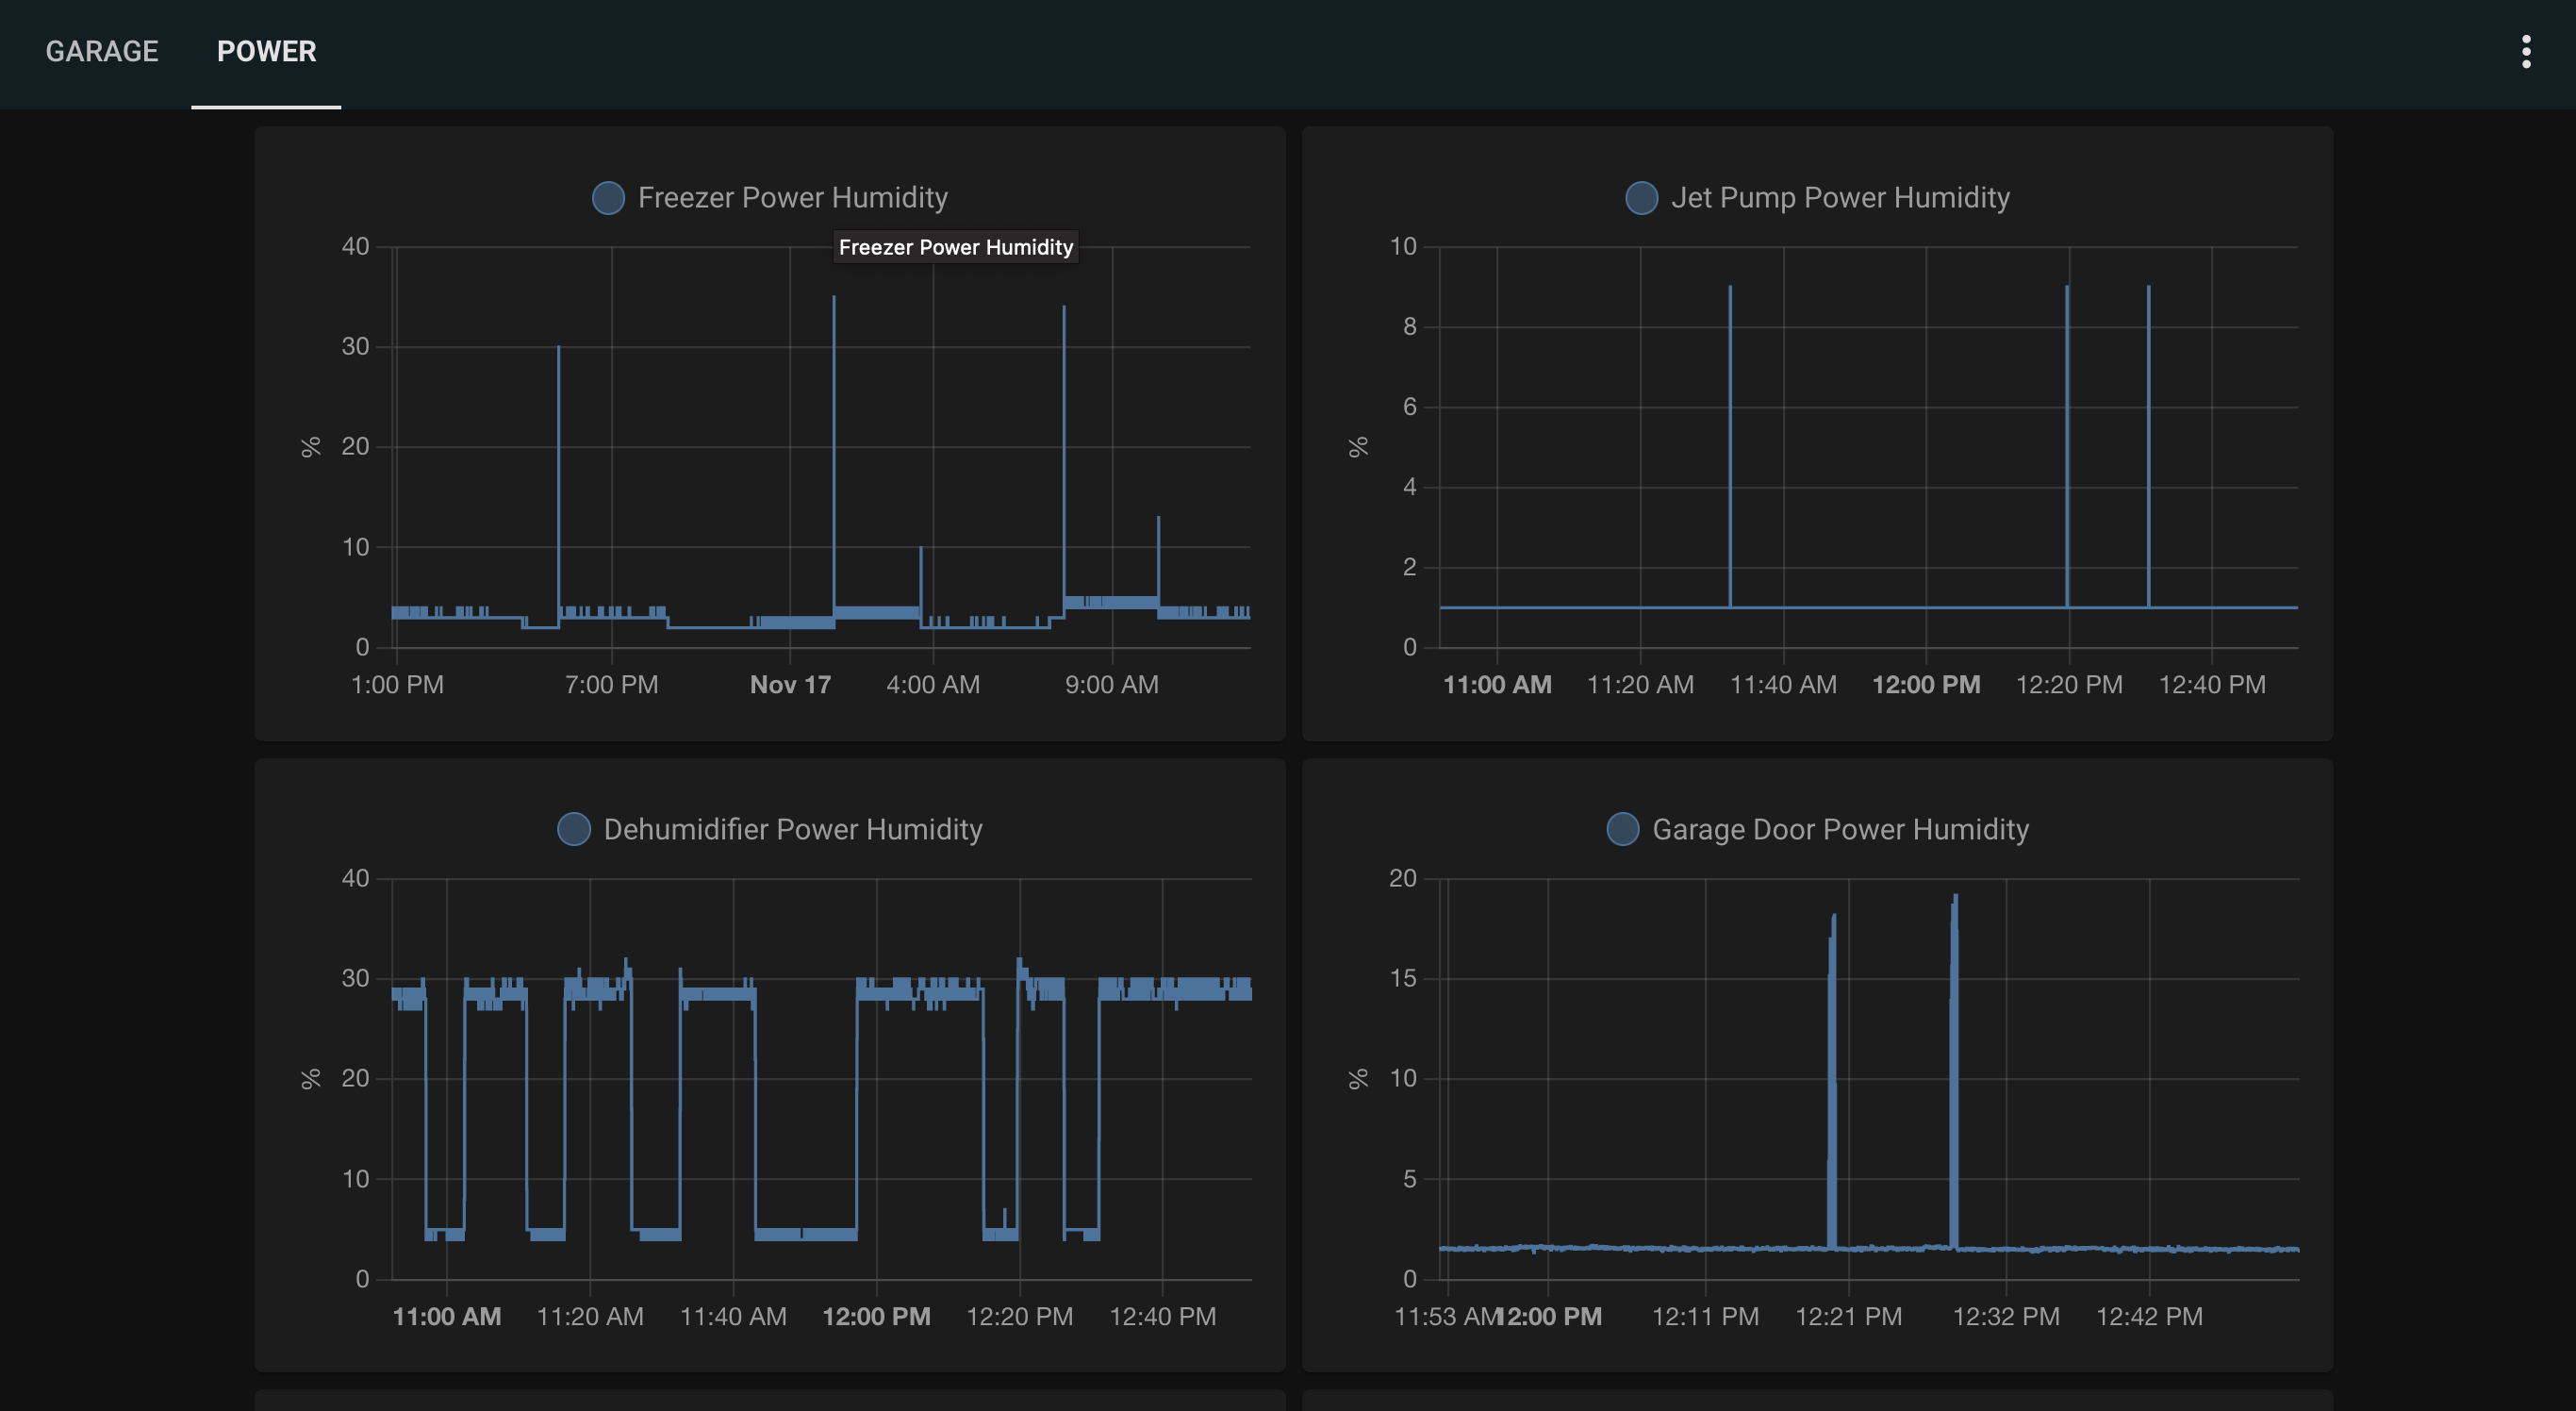 GARAGE POWER
Freezer Power Humidity
Freezer Power Humidity
40
30
%
20
10
0
1:00 PM 7:00 PM Nov 17 4:00 AM 9:00 AM
Jet Pump Power Humidity
10
8
6
%
4
2
0
11:00 AM 11:20 AM 11:40 AM 12:00 PM 12:20 PM 12:40 PM
Dehumidifier Power Humidity
40
30
%
20
10
0
11:00 AM 11:20 AM 11:40 AM 12:00 PM 12:20 PM 12:40 PM
Garage Door Power Humidity
20
15
%
10
5
0
11:53 AM 12:00 PM 12:11 PM 12:21 PM 12:32 PM 12:42 PM